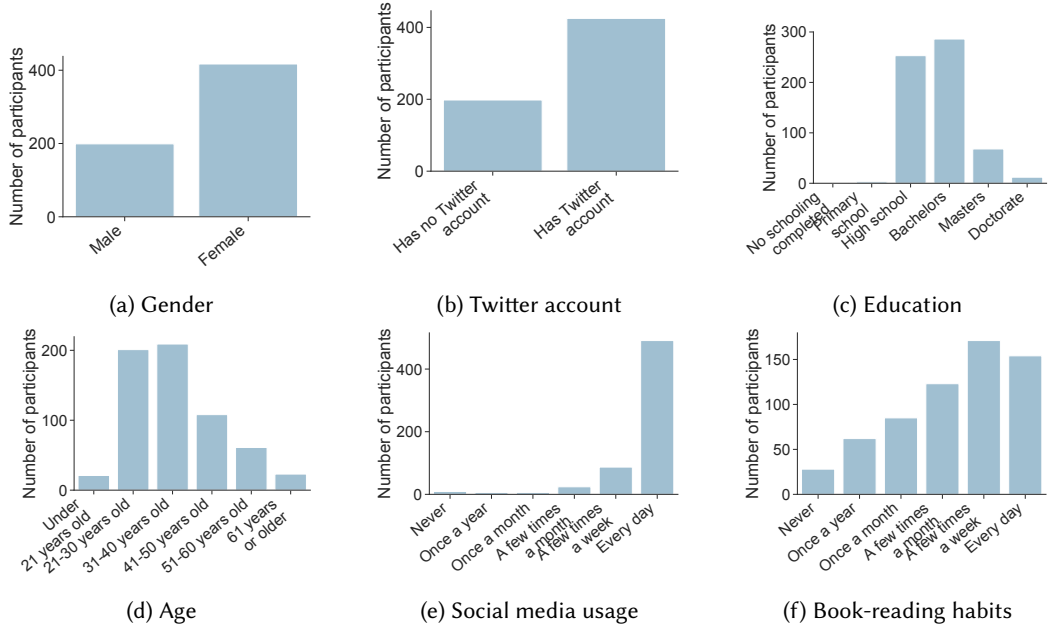 Number of participants
400
200
0
Male
Female
(a) Gender
Number of participants
400
200
0
Has no Twitter
account
Has Twitter
account
(b) Twitter account
Number of participants
300
200
100
0
No schooling
completed
Primary
school
High school
Bachelors
Masters
Doctorate
(c) Education
Number of participants
200
100
0
Under
21 years old
21-30 years old
31-40 years old
41-50 years old
51-60 years old
61 years
or older
(d) Age
Number of participants
400
200
0
Never
Once a year
Once a month
A few times
a month
A few times
a week
Every day
(e) Social media usage
Number of participants
150
100
50
0
Never
Once a year
Once a month
A few times
a month
A few times
a week
Every day
(f) Book-reading habits